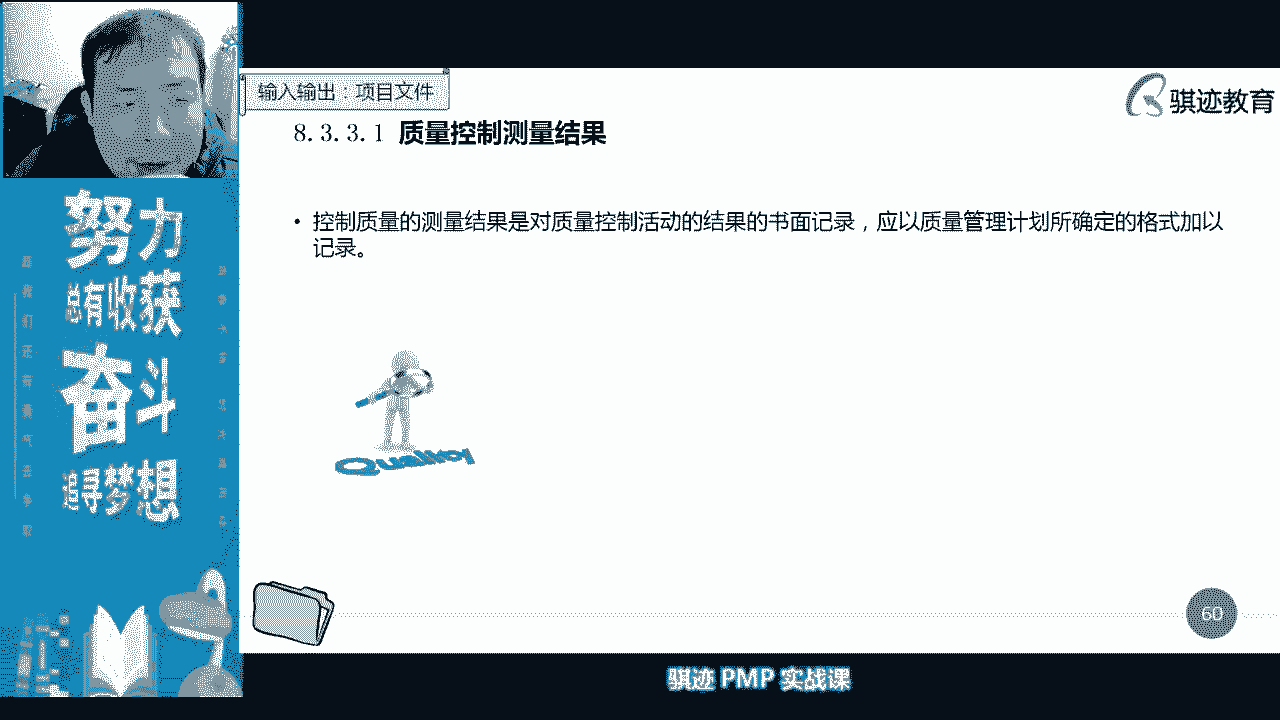 输入输出：项目文件
骐迹教育
8.3.3.1 质量控制测量结果
• 控制质量的测量结果是对质量控制活动的结果的书面记录，应以质量管理计划所确定的格式加以
记录。
努力
总有收获
奋斗
追寻梦想
Quality
60
骐迹 PMP 实战课